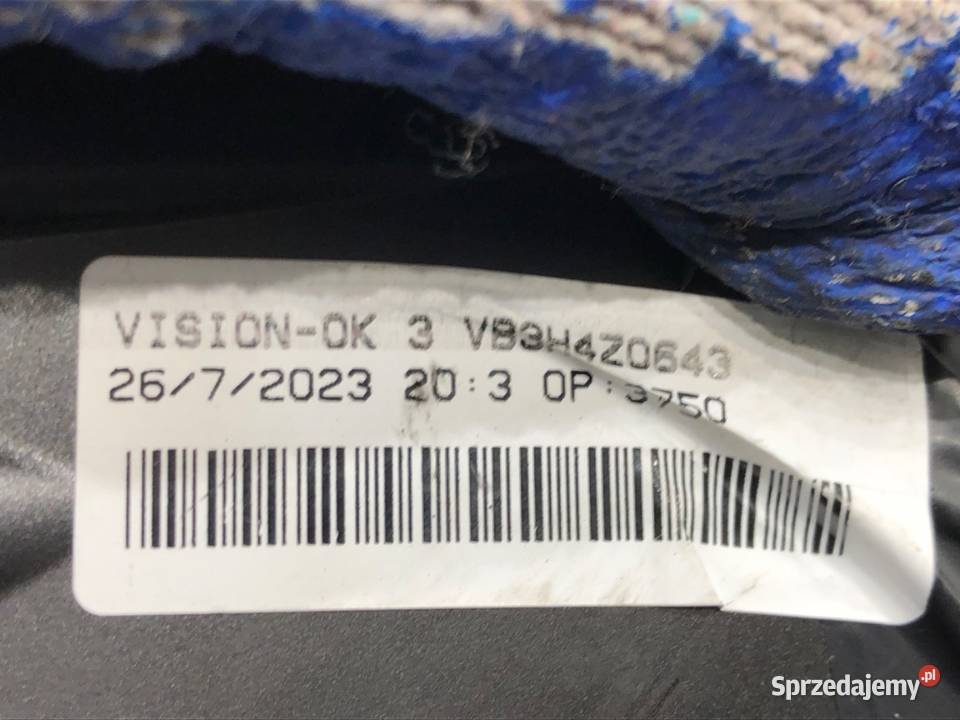 VISION-OK 3 VB3H4Z0643
26/7/2023 20:3 OP:3750
Sprzedajemy.pl